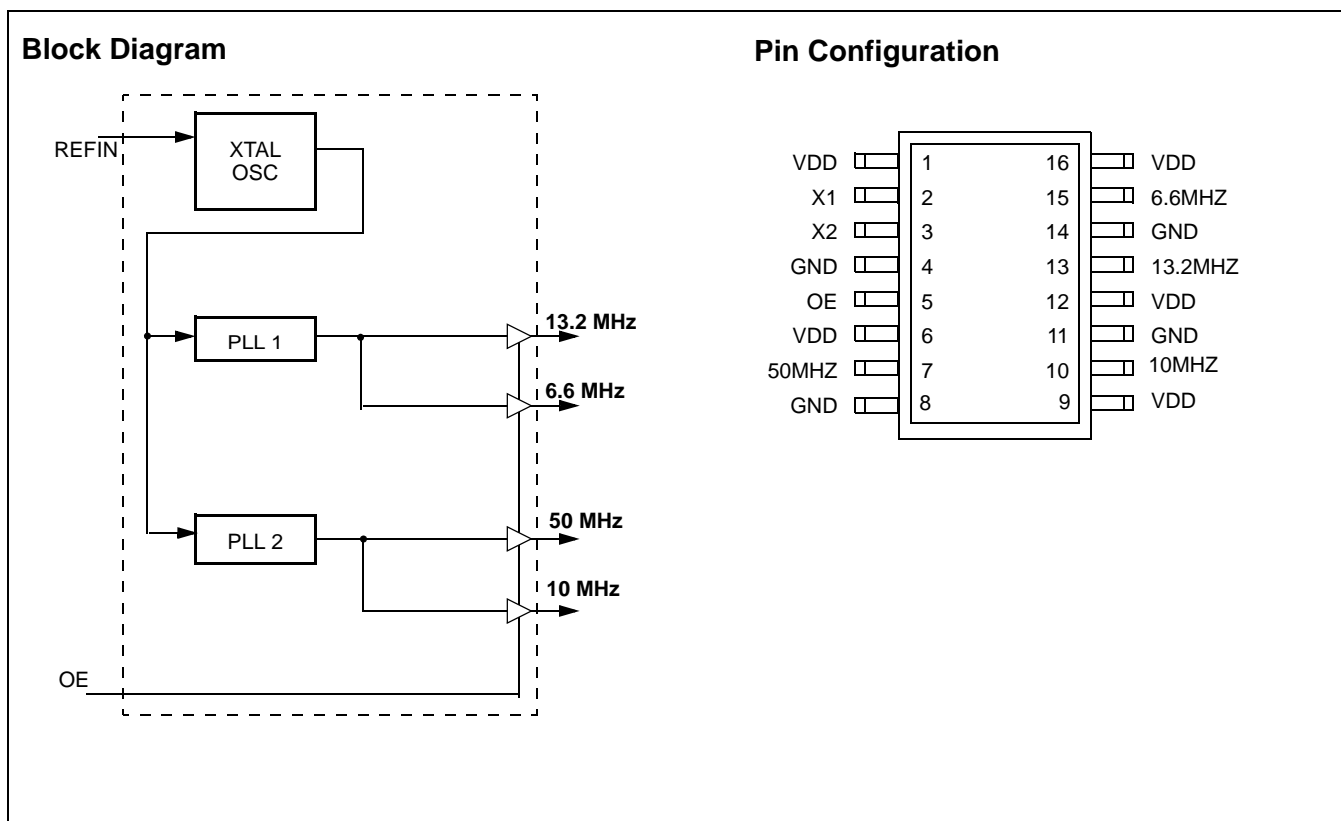 Block Diagram
REFIN
XTAL
OSC
PLL 1
13.2 MHz
6.6 MHz
PLL 2
50 MHz
10 MHz
OE
Pin Configuration
VDD 1 16 VDD
X1 2 15 6.6MHZ
X2 3 14 GND
GND 4 13 13.2MHZ
OE 5 12 VDD
VDD 6 11 GND
50MHZ 7 10 10MHZ
GND 8 9 VDD